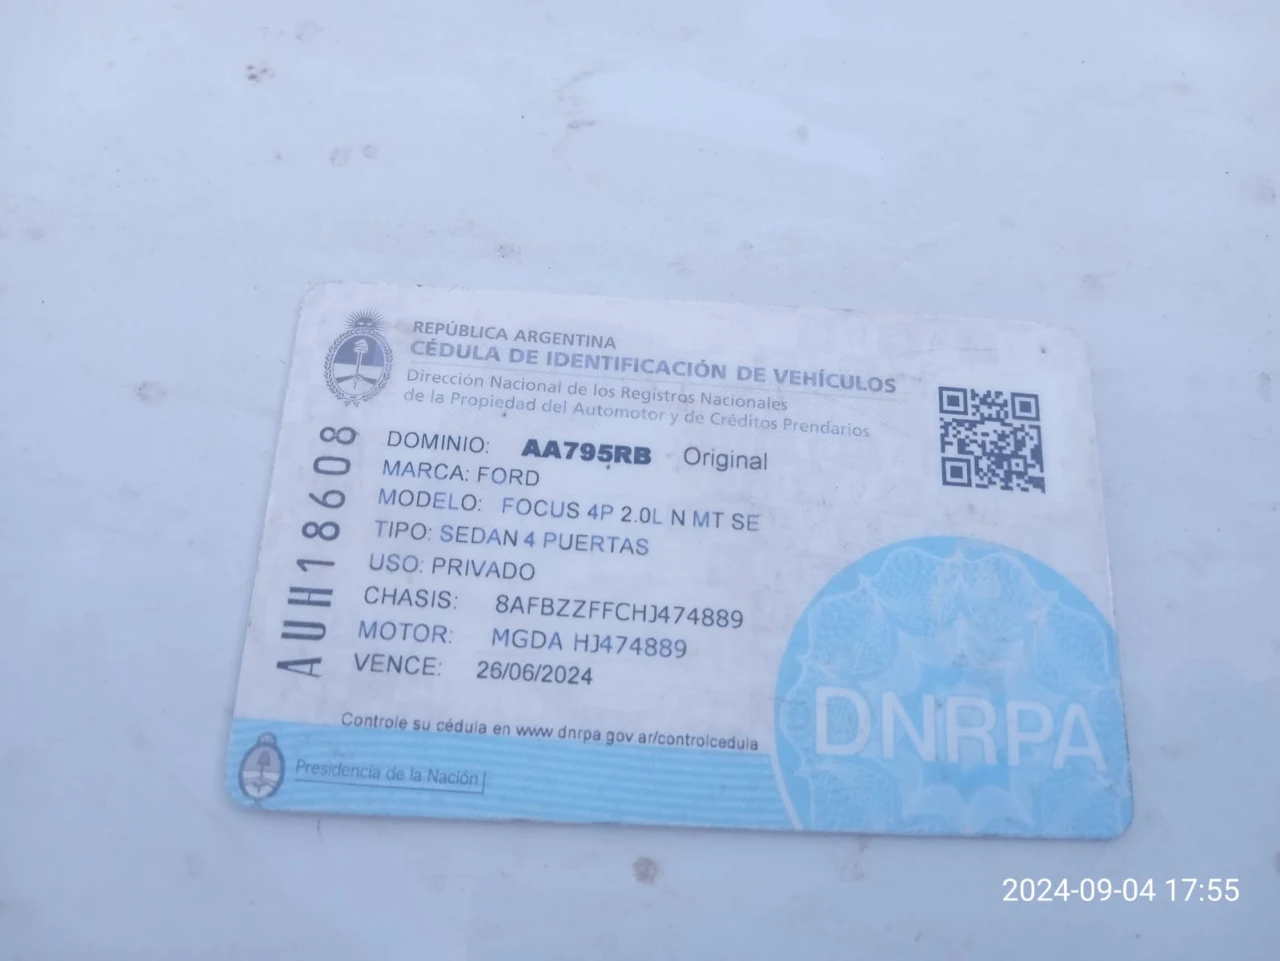 REPÚBLICA ARGENTINA
CÉDULA DE IDENTIFICACIÓN DE VEHÍCULOS
Dirección Nacional de los Registros Nacionales
de la Propiedad del Automotor y de Créditos Prendarios
DOMINIO: AA795RB Original
MARCA: FORD
MODELO: FOCUS 4P 2.0L N MT SE
TIPO: SEDAN 4 PUERTAS
USO: PRIVADO
CHASIS: 8AFBZZFFCHJ474889
MOTOR: MGDA HJ474889
VENCE: 26/06/2024
AUH18608
Controle su cédula en www dnrpa gov ar/controlcedula
Presidencia de la Nación
DNRPA
2024-09-04 17:55